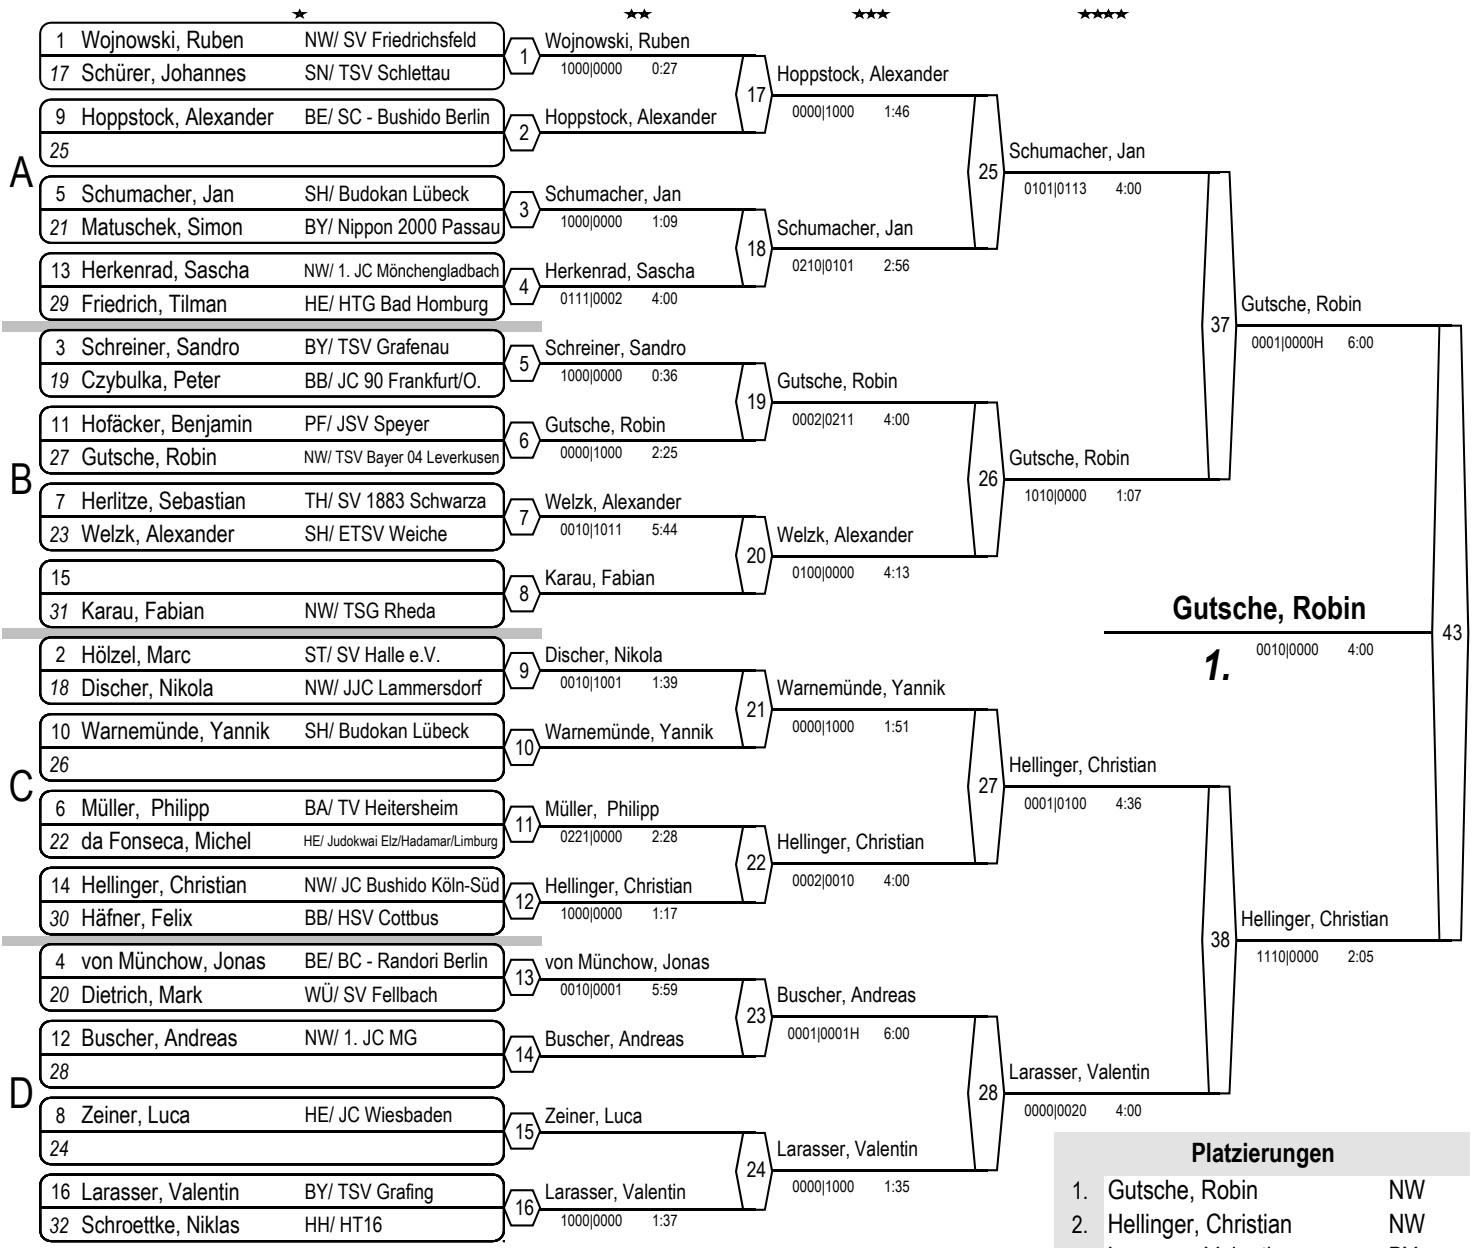 ★ ★★ ★★★ ★★★★
A
1 Wojnowski, Ruben NW/ SV Friedrichsfeld
17 Schürer, Johannes SN/ TSV Schlettau
9 Hoppstock, Alexander BE/ SC - Bushido Berlin
25
5 Schumacher, Jan SH/ Budokan Lübeck
21 Matuschek, Simon BY/ Nippon 2000 Passau
13 Herkenrad, Sascha NW/ 1. JC Mönchengladbach
29 Friedrich, Tilman HE/ HTG Bad Homburg
B
3 Schreiner, Sandro BY/ TSV Grafenau
19 Czybulka, Peter BB/ JC 90 Frankfurt/O.
11 Hofäcker, Benjamin PF/ JSV Speyer
27 Gutsche, Robin NW/ TSV Bayer 04 Leverkusen
7 Herlitze, Sebastian TH/ SV 1883 Schwarza
23 Welzk, Alexander SH/ ETSV Weiche
15
31 Karau, Fabian NW/ TSG Rheda
C
2 Hölzel, Marc ST/ SV Halle e.V.
18 Discher, Nikola NW/ JJC Lammersdorf
10 Warnemünde, Yannik SH/ Budokan Lübeck
26
6 Müller, Philipp BA/ TV Heitersheim
22 da Fonseca, Michel HE/ Judokwai Elz/Hadamar/Limburg
14 Hellinger, Christian NW/ JC Bushido Köln-Süd
30 Häfner, Felix BB/ HSV Cottbus
D
4 von Münchow, Jonas BE/ BC - Randori Berlin
20 Dietrich, Mark WÜ/ SV Fellbach
12 Buscher, Andreas NW/ 1. JC MG
28
8 Zeiner, Luca HE/ JC Wiesbaden
24
16 Larasser, Valentin BY/ TSV Grafing
32 Schroettke, Niklas HH/ HT16
1 Wojnowski, Ruben
1000|0000 0:27
2 Hoppstock, Alexander
3 Schumacher, Jan
1000|0000 1:09
4 Herkenrad, Sascha
0111|0002 4:00
5 Schreiner, Sandro
1000|0000 0:36
6 Gutsche, Robin
0000|1000 2:25
7 Welzk, Alexander
0010|1011 5:44
8 Karau, Fabian
9 Discher, Nikola
0010|1001 1:39
10 Warnemünde, Yannik
11 Müller, Philipp
0221|0000 2:28
12 Hellinger, Christian
1000|0000 1:17
13 von Münchow, Jonas
0010|0001 5:59
14 Buscher, Andreas
15 Zeiner, Luca
16 Larasser, Valentin
1000|0000 1:37
17 Hoppstock, Alexander
0000|1000 1:46
18 Schumacher, Jan
0210|0101 2:56
19 Gutsche, Robin
0002|0211 4:00
20 Welzk, Alexander
0100|0000 4:13
21 Warnemünde, Yannik
0000|1000 1:51
22 Hellinger, Christian
0002|0010 4:00
23 Buscher, Andreas
0001|0001H 6:00
24 Larasser, Valentin
0000|1000 1:35
25 Schumacher, Jan
0101|0113 4:00
26 Gutsche, Robin
1010|0000 1:07
27 Hellinger, Christian
0001|0100 4:36
28 Larasser, Valentin
0000|0020 4:00
37 Gutsche, Robin
0001|0000H 6:00
38 Hellinger, Christian
1110|0000 2:05
Gutsche, Robin 43
1. 0010|0000 4:00
Platzierungen
1. Gutsche, Robin NW
2. Hellinger, Christian NW